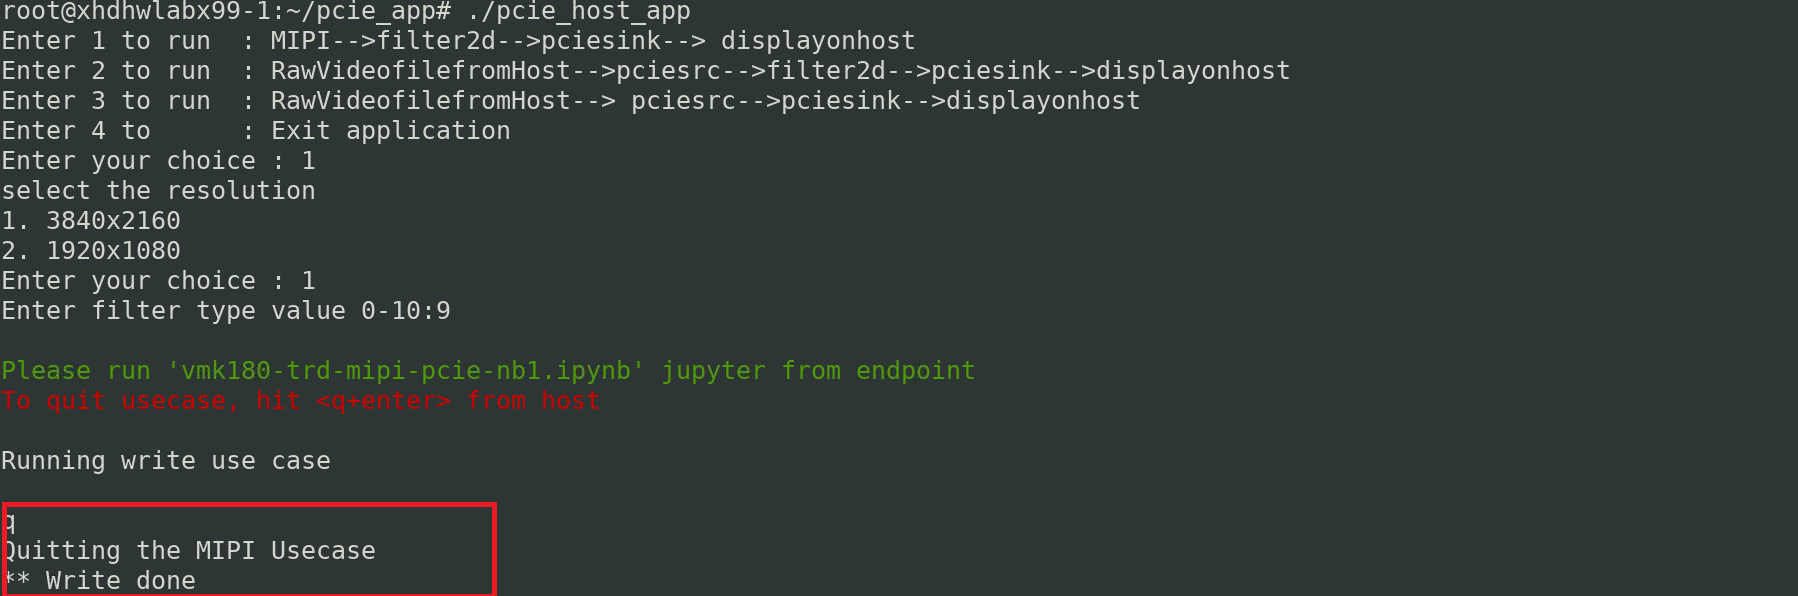 root@xhdhwlabx99-1:~/pcie_app# ./pcie_host_app
Enter 1 to run  : MIPI-->filter2d-->pciesink--> displayonhost
Enter 2 to run  : RawVideofilefromHost-->pciesrc-->filter2d-->pciesink-->displayonhost
Enter 3 to run  : RawVideofilefromHost--> pciesrc-->pciesink-->displayonhost
Enter 4 to      : Exit application
Enter your choice : 1
select the resolution
1. 3840x2160
2. 1920x1080
Enter your choice : 1
Enter filter type value 0-10:9
Please run 'vmk180-trd-mipi-pcie-nb1.ipynb' jupyter from endpoint
To quit usecase, hit <q+enter> from host
Running write use case
q
Quitting the MIPI Usecase
** Write done